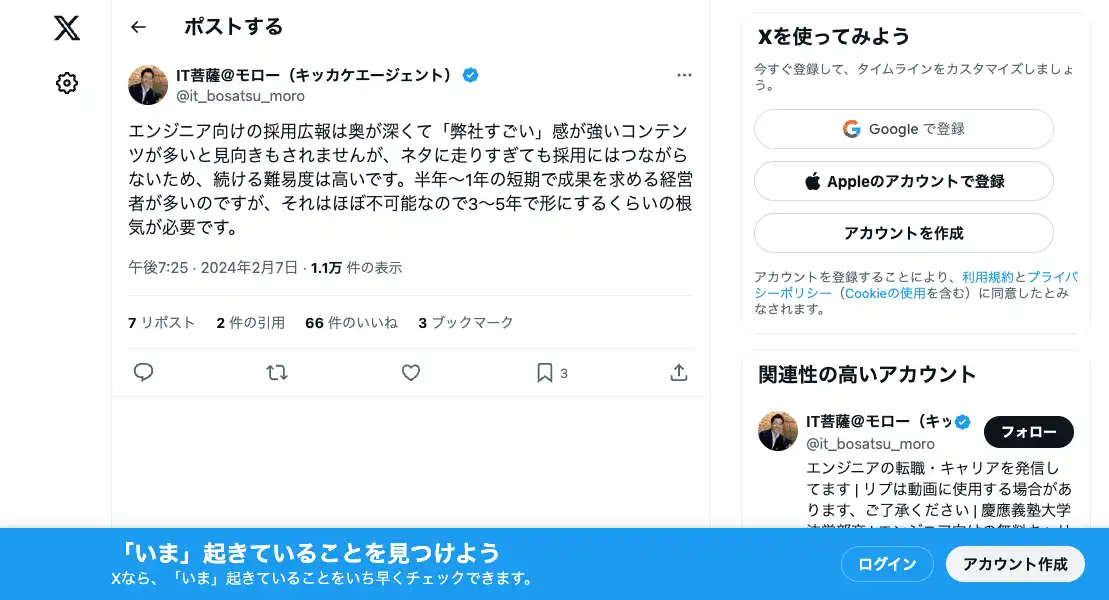 ポストする
IT菩薩@モロー（キッカケエージェント）
@it_bosatsu_moro
エンジニア向けの採用広報は奥が深くて「弊社すごい」感が強いコンテン
ツが多いと見向きもされませんが、ネタに走りすぎても採用にはつながら
ないため、続ける難易度は高いです。半年〜1年の短期で成果を求める経営
者が多いのですが、それはほぼ不可能なので3〜5年で形にするくらいの根
気が必要です。
午後7:25 · 2024年2月7日 · 1.1万 件の表示
7 リポスト 2 件の引用 66 件のいいね 3 ブックマーク
3
Xを使ってみよう
今すぐ登録して、タイムラインをカスタマイズしましょ
う。
Google で登録
Appleのアカウントで登録
アカウントを作成
アカウントを登録することにより、利用規約とプライバ
シーポリシー（Cookieの使用を含む）に同意したとみ
なされます。
関連性の高いアカウント
IT菩薩@モロー（キッ
@it_bosatsu_moro
フォロー
エンジニアの転職・キャリアを発信し
てます | リプは動画に使用する場合があ
ります、ご了承ください | 慶應義塾大学
「いま」起きていることを見つけよう
Xなら、「いま」起きていることをいち早くチェックできます。
ログイン
アカウント作成